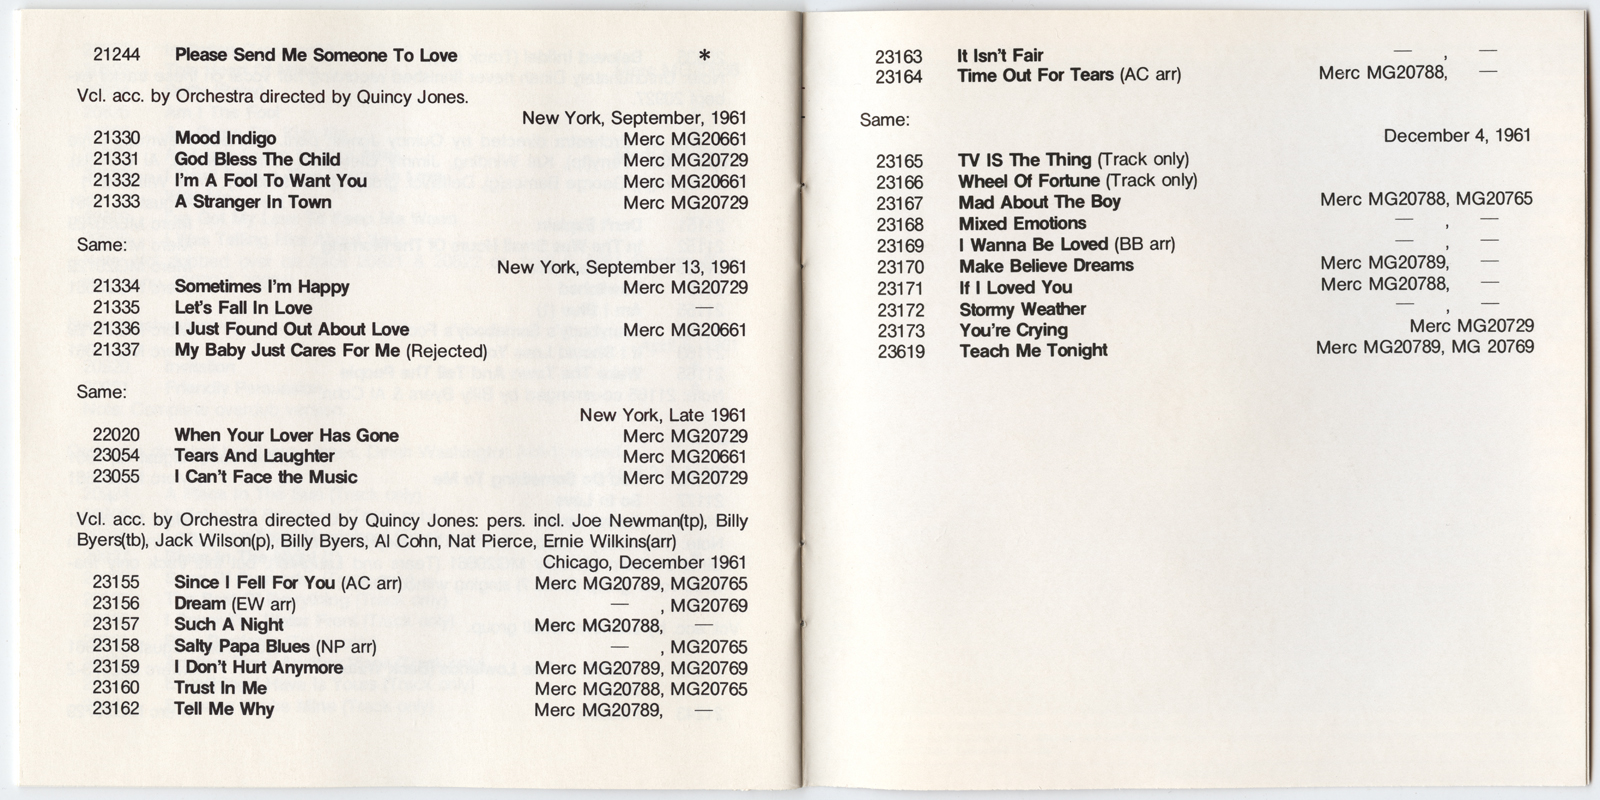 21244 Please Send Me Someone To Love *
Vcl. acc. by Orchestra directed by Quincy Jones.
New York, September, 1961
21330 Mood Indigo Merc MG20661
21331 God Bless The Child Merc MG20729
21332 I'm A Fool To Want You Merc MG20661
21333 A Stranger In Town Merc MG20729
Same:
New York, September 13, 1961
21334 Sometimes I'm Happy Merc MG20729
21335 Let's Fall In Love —
21336 I Just Found Out About Love Merc MG20661
21337 My Baby Just Cares For Me (Rejected)
Same:
New York, Late 1961
22020 When Your Lover Has Gone Merc MG20729
23054 Tears And Laughter Merc MG20661
23055 I Can't Face the Music Merc MG20729
Vcl. acc. by Orchestra directed by Quincy Jones: pers. incl. Joe Newman(tp), Billy
Byers(tb), Jack Wilson(p), Billy Byers, Al Cohn, Nat Pierce, Ernie Wilkins(arr)
Chicago, December 1961
23155 Since I Fell For You (AC arr) Merc MG20789, MG20765
23156 Dream (EW arr) — , MG20769
23157 Such A Night Merc MG20788, —
23158 Salty Papa Blues (NP arr) — , MG20765
23159 I Don't Hurt Anymore Merc MG20789, MG20769
23160 Trust In Me Merc MG20788, MG20765
23162 Tell Me Why Merc MG20789, —
23163 It Isn't Fair — , —
23164 Time Out For Tears (AC arr) Merc MG20788, —
Same:
December 4, 1961
23165 TV IS The Thing (Track only)
23166 Wheel Of Fortune (Track only)
23167 Mad About The Boy Merc MG20788, MG20765
23168 Mixed Emotions — , —
23169 I Wanna Be Loved (BB arr) — , —
23170 Make Believe Dreams Merc MG20789, —
23171 If I Loved You Merc MG20788, —
23172 Stormy Weather — , —
23173 You're Crying Merc MG20729
23619 Teach Me Tonight Merc MG20789, MG 20769